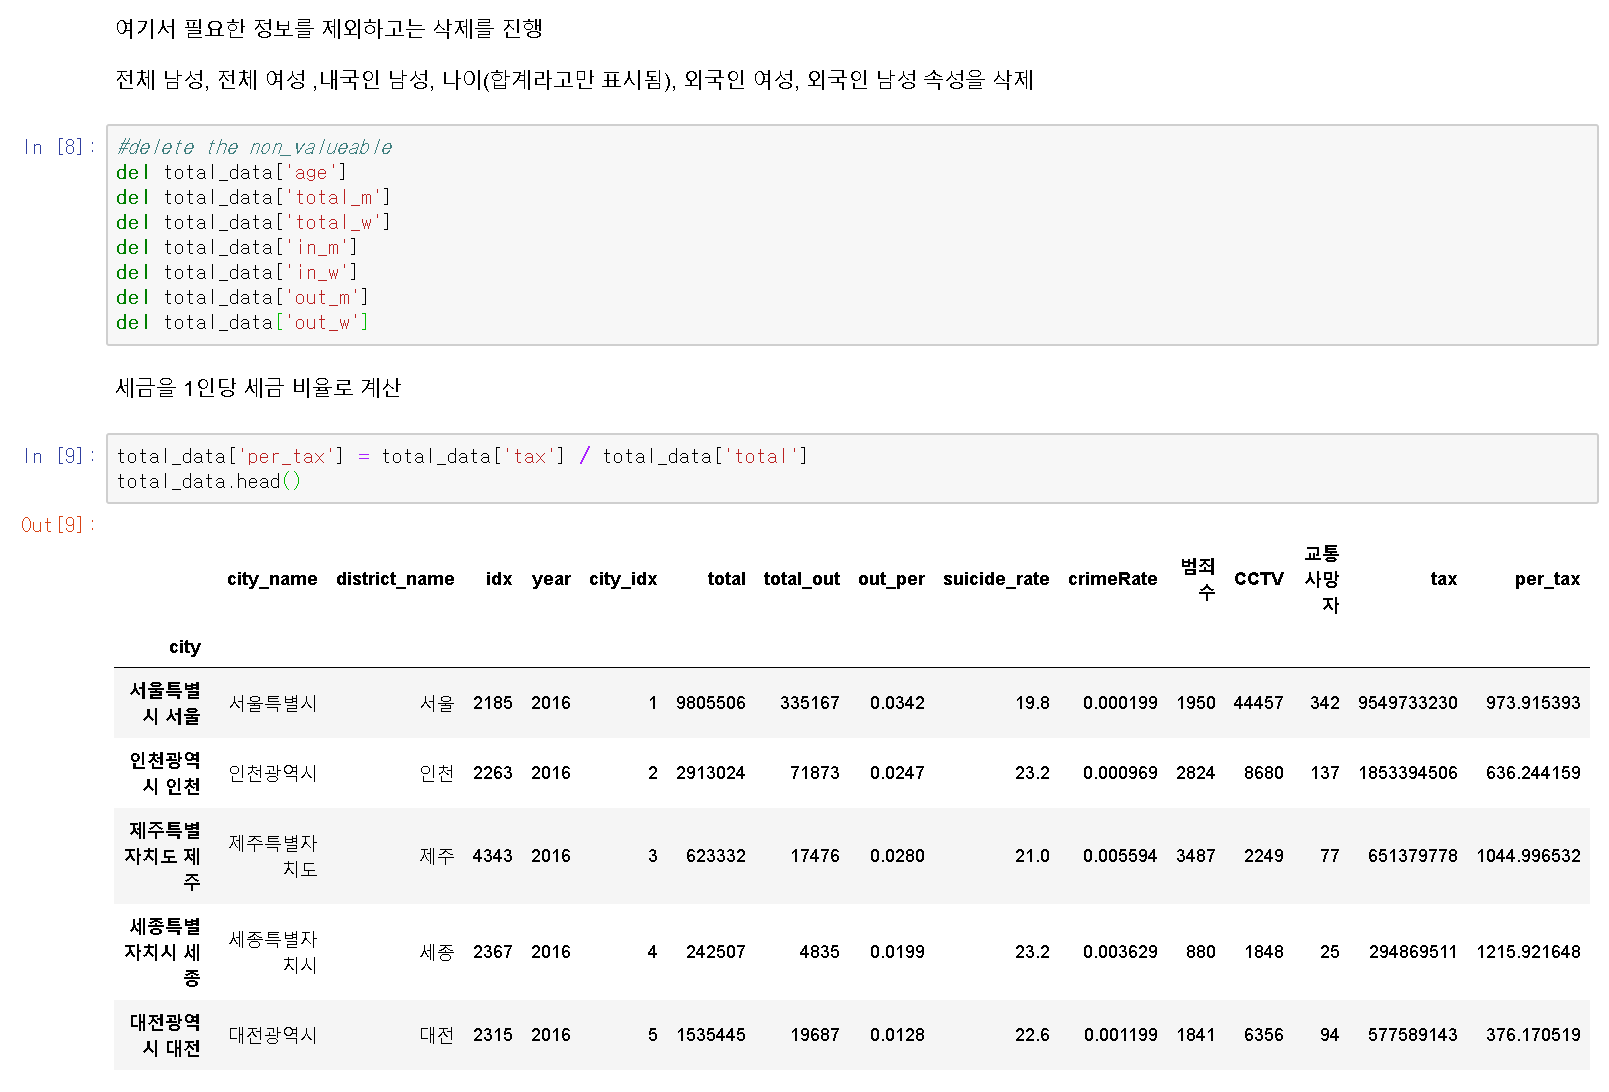 여기서 필요한 정보를 제외하고는 삭제를 진행
전체 남성, 전체 여성 ,내국인 남성, 나이(합계라고만 표시됨), 외국인 여성, 외국인 남성 속성을 삭제
In [8]: #delete the non_valueable
del total_data['age']
del total_data['total_m']
del total_data['total_w']
del total_data['in_m']
del total_data['in_w']
del total_data['out_m']
del total_data['out_w']
세금을 1인당 세금 비율로 계산
In [9]: total_data['per_tax'] = total_data['tax'] / total_data['total']
total_data.head()
Out[9]:
city_name district_name idx year city_idx total total_out out_per suicide_rate crimeRate 범죄수 CCTV 교통사망자 tax per_tax
city
서울특별시 서울 서울특별시 서울 2185 2016 1 9805506 335167 0.0342 19.8 0.000199 1950 44457 342 9549733230 973.915393
인천광역시 인천 인천광역시 인천 2263 2016 2 2913024 71873 0.0247 23.2 0.000969 2824 8680 137 1853394506 636.244159
제주특별자치도 제주 제주특별자치도 제주 4343 2016 3 623332 17476 0.0280 21.0 0.005594 3487 2249 77 651379778 1044.996532
세종특별자치시 세종 세종특별자치시 세종 2367 2016 4 242507 4835 0.0199 23.2 0.003629 880 1848 25 294869511 1215.921648
대전광역시 대전 대전광역시 대전 2315 2016 5 1535445 19687 0.0128 22.6 0.001199 1841 6356 94 577589143 376.170519